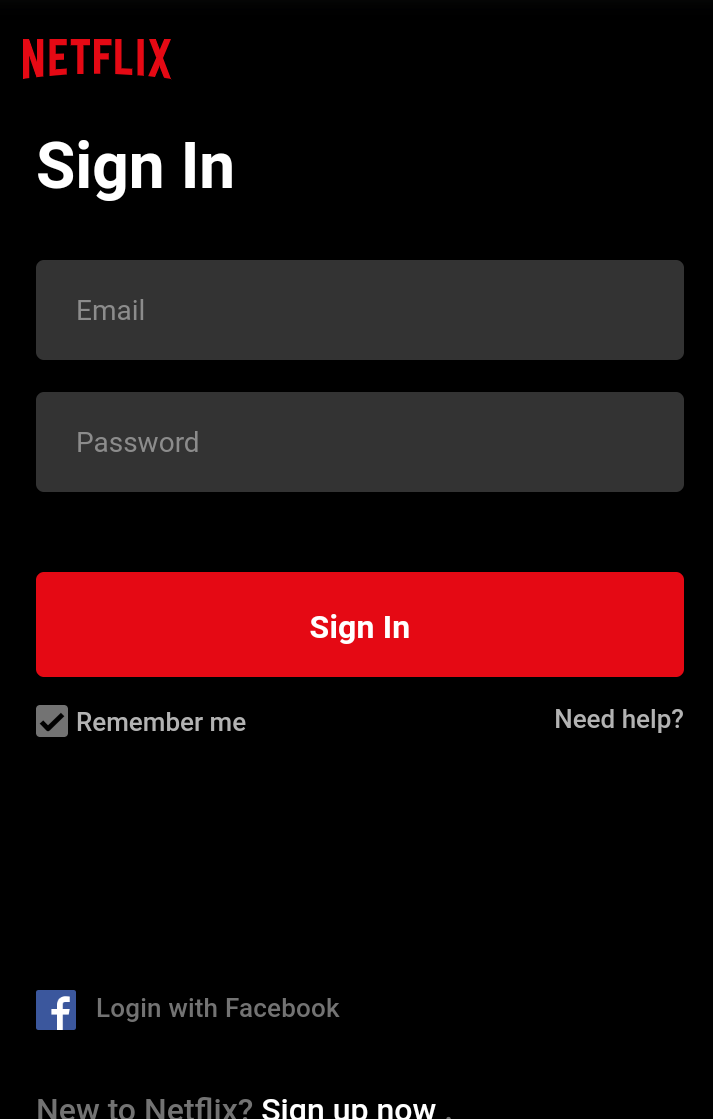 NETFLIX
Sign In
Email
Password
Sign In
Remember me
Need help?
Login with Facebook
New to Netflix? Sign up now .